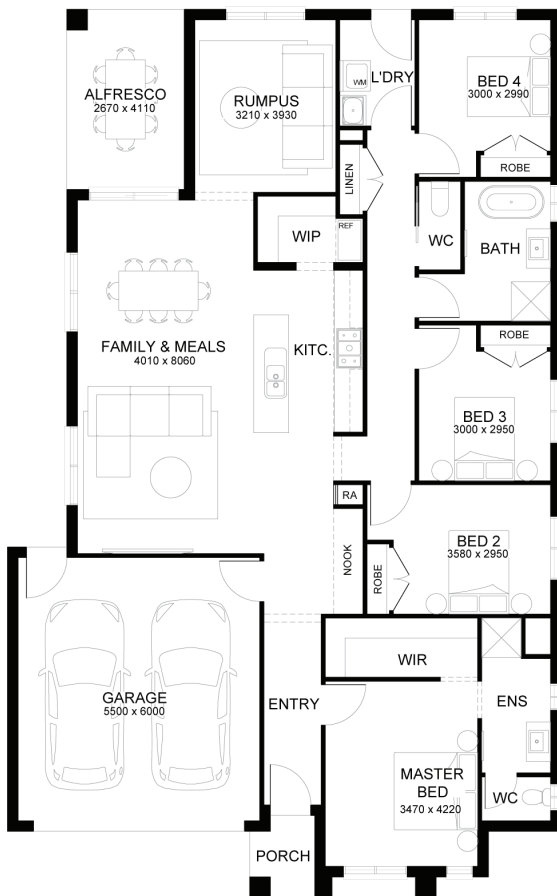 ALFRESCO
2670 x 4110
RUMPUS
3210 x 3930
WM
L'DRY
BED 4
3000 x 2990
ROBE
LINEN
WIP
REF
WC
BATH
FAMILY & MEALS
4010 x 8060
KITC.
ROBE
BED 3
3000 x 2950
RA
NOOK
ROBE
BED 2
3580 x 2950
WIR
GARAGE
5500 x 6000
ENTRY
ENS
MASTER
BED
3470 x 4220
WC
PORCH